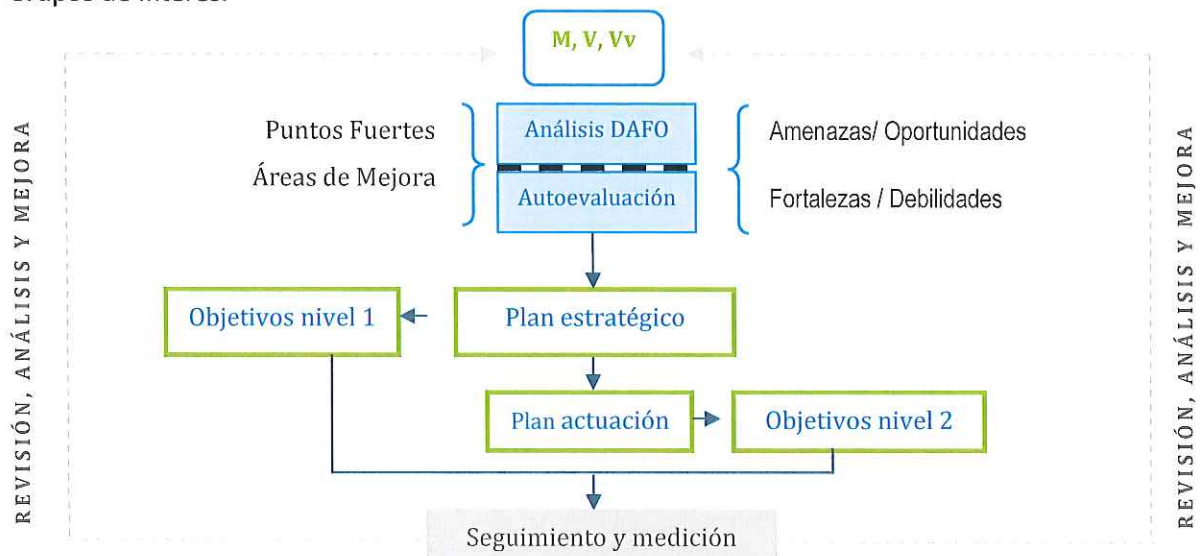 M, V, Vv
Puntos Fuertes
Áreas de Mejora
Análisis DAFO
Autoevaluación
Amenazas/ Oportunidades
Fortalezas / Debilidades
REVISIÓN, ANÁLISIS Y MEJORA
REVISIÓN, ANÁLISIS Y MEJORA
Objetivos nivel 1
Plan estratégico
Plan actuación
Objetivos nivel 2
Seguimiento y medición